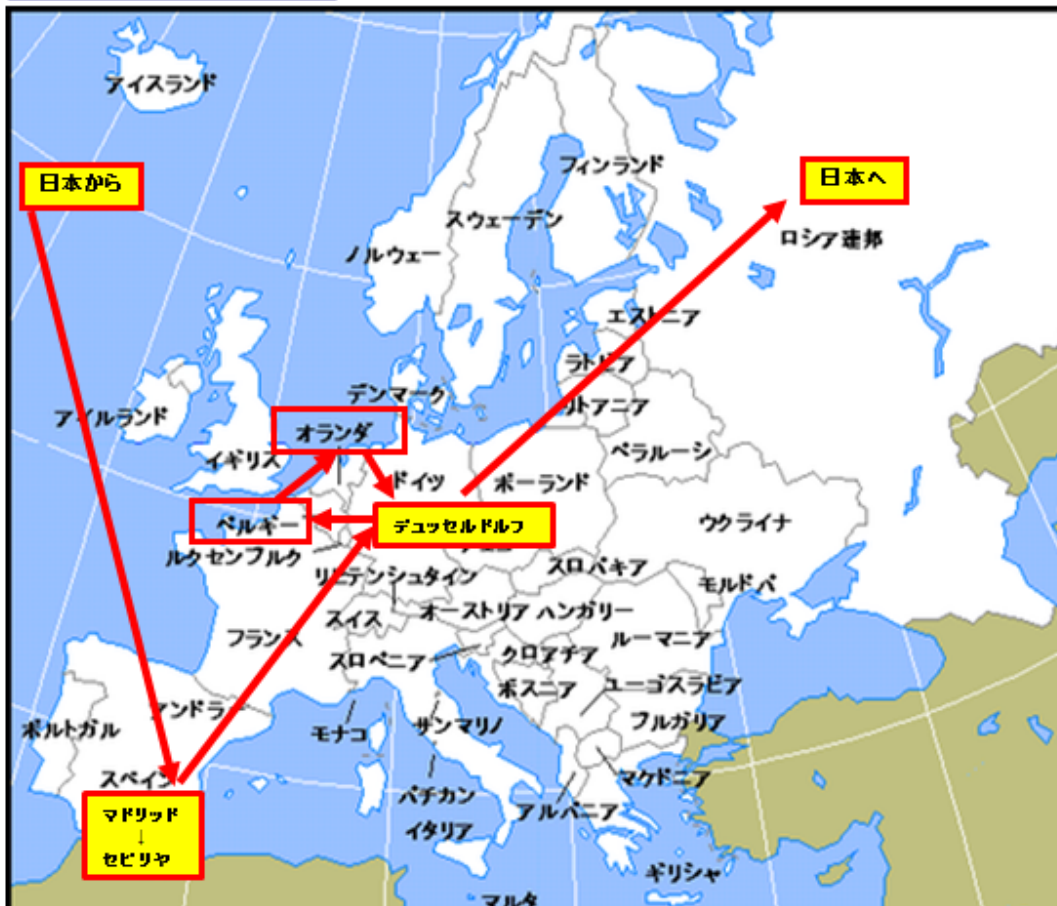 アイスランド
日本から
フィンランド
日本へ
スウェーデン
ロシア連邦
ノルウェー
エストニア
ラトビア
デンマーク
リトアニア
アイルランド
オランダ
ベラルーシ
イギリス
ドイツ
ポーランド
ベルギー
デュッセルドルフ
ウクライナ
ルクセンブルク
スロバキア
リヒテンシュタイン
モルドバ
スイス
オーストリア
ハンガリー
フランス
ルーマニア
スロベニア
クロアチア
ボスニア
ユーゴスラビア
アンドラ
ポルトガル
モナコ
サンマリノ
ブルガリア
スペイン
マケドニア
バチカン
アルバニア
マドリッド
↓
セビリヤ
イタリア
ギリシャ
マルタ